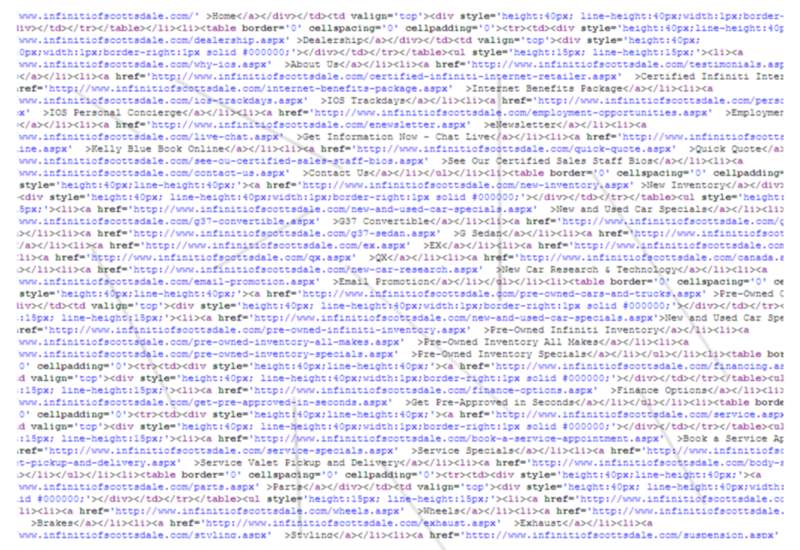 www.infinitiofscottsdale.com/' >Home</a></div></td><td valign='top'><div style='height:40px; line-height:40px;width:1px;border-
iv></td></tr></table></li><li><table border='0' cellspacing='0' cellpadding='0'><tr><td><div style='height:40px;line-height:40p
www.infinitiofscottsdale.com/dealership.aspx' >Dealership</a></div></td><td valign='top'><div style='height:40px;
0px;width:1px;border-right:1px solid #000000;'></div></td></tr></table><ul style='height:15px; line-height:15px;'><li><a
www.infinitiofscottsdale.com/why-ios.aspx' >About Us</a></li><li><a href='http://www.infinitiofscottsdale.com/testimonials.asp
</a></li><li><a href='http://www.infinitiofscottsdale.com/certified-infiniti-internet-retailer.aspx' >Certified Infiniti Inte
ref='http://www.infinitiofscottsdale.com/internet-benefits-package.aspx' >Internet Benefits Package</a></li><li><a
www.infinitiofscottsdale.com/ios-trackdays.aspx' >IOS Trackdays</a></li><li><a href='http://www.infinitiofscottsdale.com/pers
x' >IOS Personal Concierge</a></li><li><a href='http://www.infinitiofscottsdale.com/employment-opportunities.aspx' >Employme
</a></li><li><a href='http://www.infinitiofscottsdale.com/enewsletter.aspx' >eNewsletter</a></li><li><a
www.infinitiofscottsdale.com/live-chat.aspx' >Get Information Now - Chat Live</a></li><li><a href='http://www.infinitiofscotts
ine.aspx' >Kelly Blue Book Online</a></li><li><a href='http://www.infinitiofscottsdale.com/quick-quote.aspx' >Quick Quote</a
www.infinitiofscottsdale.com/see-ou-certified-sales-staff-bios.aspx' >See Our Certified Sales Staff Bios</a></li><li><a
www.infinitiofscottsdale.com/contact-us.aspx' >Contact Us</a></li></ul></li><li><table border='0' cellspacing='0' cellpadding
style='height:40px;line-height:40px;'><a href='http://www.infinitiofscottsdale.com/new-inventory.aspx' >New Inventory</a></div
<div style='height:40px; line-height:40px;width:1px;border-right:1px solid #000000;'></div></td></tr></table><ul style='height:
5px;'><li><a href='http://www.infinitiofscottsdale.com/new-and-used-car-specials.aspx' >New and Used Car Specials</a></li><li
www.infinitiofscottsdale.com/g37-convertible.aspx' >G37 Convertible</a></li><li><a href='http://www.infinitiofscottsdale.com/g
</a></li><li><a href='http://www.infinitiofscottsdale.com/g37-sedan.aspx' >G Sedan</a></li><li><a
/a></li><li><a href='http://www.infinitiofscottsdale.com/ex.aspx' >EX</a></li><li><a href='http://www.infinitiofscottsdale.co
www.infinitiofscottsdale.com/qx.aspx' >QX</a></li><li><a href='http://www.infinitiofscottsdale.com/canada.a
></li><li><a href='http://www.infinitiofscottsdale.com/new-car-research.aspx' >New Car Research & Technology</a></li><li><a
www.infinitiofscottsdale.com/email-promotion.aspx' >Email Promotion</a></li></ul></li><li><table border='0' cellspacing='0' ce
style='height:40px;line-height:40px;'><a href='http://www.infinitiofscottsdale.com/pre-owned-cars-and-trucks.aspx' >Pre-Owned C
iv></td><td valign='top'><div style='height:40px; line-height:40px;width:1px;border-right:1px solid #000000;'></div></td></tr><
:15px; line-height:15px;'><li><a href='http://www.infinitiofscottsdale.com/new-and-used-car-specials.aspx'>New and Used Car Spe
ref='http://www.infinitiofscottsdale.com/pre-owned-infiniti-inventory.aspx' >Pre-Owned Infiniti Inventory</a></li><li><a
www.infinitiofscottsdale.com/pre-owned-inventory-all-makes.aspx' >Pre-Owned Inventory All Makes</a></li><li><a
www.infinitiofscottsdale.com/pre-owned-inventory-specials.aspx' >Pre-Owned Inventory Specials</a></li></ul></li><li><table bor
0' cellpadding='0'><tr><td><div style='height:40px;line-height:40px;'><a href='http://www.infinitiofscottsdale.com/financing.as
d valign='top'><div style='height:40px; line-height:40px;width:1px;border-right:1px solid #000000;'></div></td></tr></table><ul
:15px; line-height:15px;'><li><a href='http://www.infinitiofscottsdale.com/finance-options.aspx' >Finance Options</a></li><li
www.infinitiofscottsdale.com/get-pre-approved-in-seconds.aspx' >Get Pre-Approved in Seconds</a></li></ul></li><li><table borde
0' cellpadding='0'><tr><td><div style='height:40px;line-height:40px;'><a href='http://www.infinitiofscottsdale.com/service.asp
d valign='top'><div style='height:40px; line-height:40px;width:1px;border-right:1px solid #000000;'></div></td></tr></table><ul
:15px; line-height:15px;'><li><a href='http://www.infinitiofscottsdale.com/book-a-service-appointment.aspx' >Book a Service Ap
ref='http://www.infinitiofscottsdale.com/service-specials.aspx' >Service Specials</a></li><li><a
t-pickup-and-delivery.aspx' >Service Valet Pickup and Delivery</a></li><li><a href='http://www.infinitiofscottsdale.com/body-s
></li></ul></li><li><table border='0' cellspacing='0' cellpadding='0'><tr><td><div style='height:40px;line-height:40px;'><a
www.infinitiofscottsdale.com/parts.aspx' >Parts</a></div></td><td valign='top'><div style='height:40px; line-height:40px;width
id #000000;'></div></td></tr></table><ul style='height:15px; line-height:15px;'><li><a href='http://www.infinitiofscottsdale.co
li><li><a href='http://www.infinitiofscottsdale.com/wheels.aspx' >Wheels</a></li><li><a
>Brakes</a></li><li><a href='http://www.infinitiofscottsdale.com/exhaust.aspx' >Exhaust</a></li><li><a
www.infinitiofscottsdale.com/styling.aspx' >Styling</a></li><li><a href='http://www.infinitiofscottsdale.com/suspension.aspx'